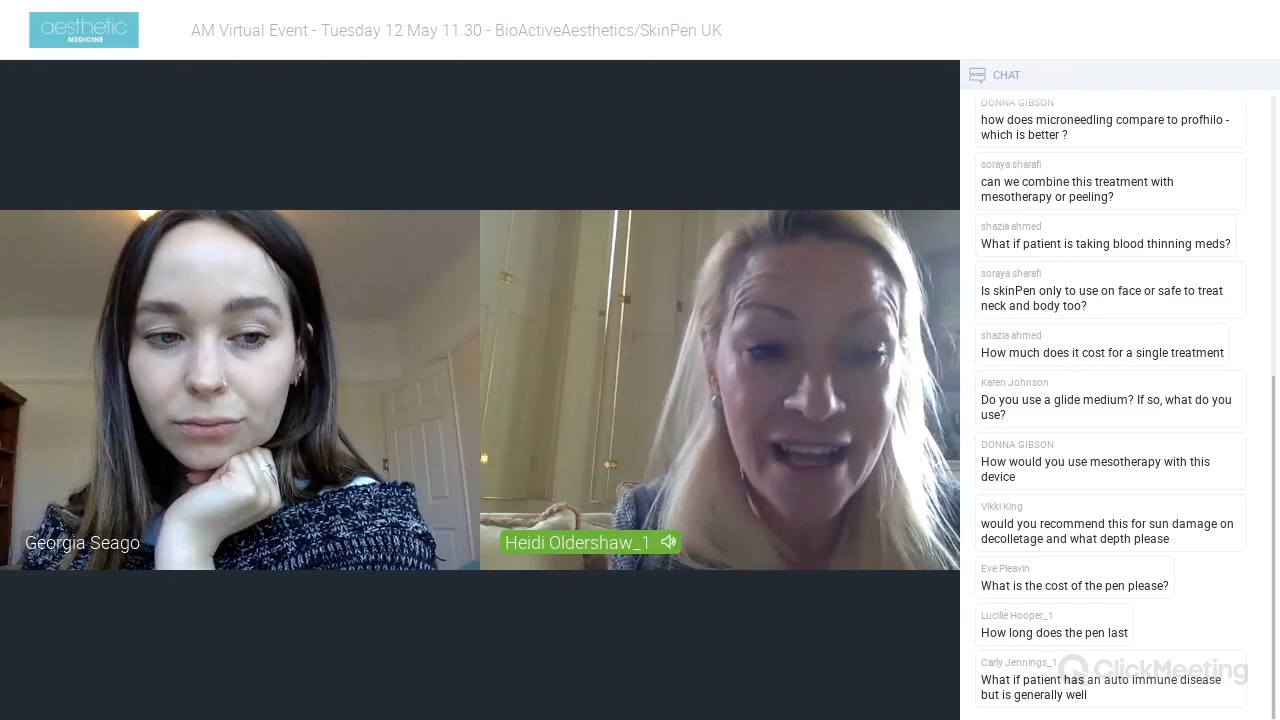 aesthetic
MEDICINE
AM Virtual Event - Tuesday 12 May 11.30 - BioActiveAesthetics/SkinPen UK
CHAT
DONNA GIBSON
how does microneedling compare to profhilo -
which is better ?
soraya sharafi
can we combine this treatment with
mesotherapy or peeling?
shazia ahmed
What if patient is taking blood thinning meds?
soraya sharafi
Is skinPen only to use on face or safe to treat
neck and body too?
shazia ahmed
How much does it cost for a single treatment
Karen Johnson
Do you use a glide medium? If so, what do you
use?
DONNA GIBSON
How would you use mesotherapy with this
device
Vikki King
would you recommend this for sun damage on
decolletage and what depth please
Eve Pleavin
What is the cost of the pen please?
Lucille Hooper_1
How long does the pen last
Carly Jennings_1
What if patient has an auto immune disease
but is generally well
ClickMeeting
Georgia Seago
Heidi Oldershaw_1